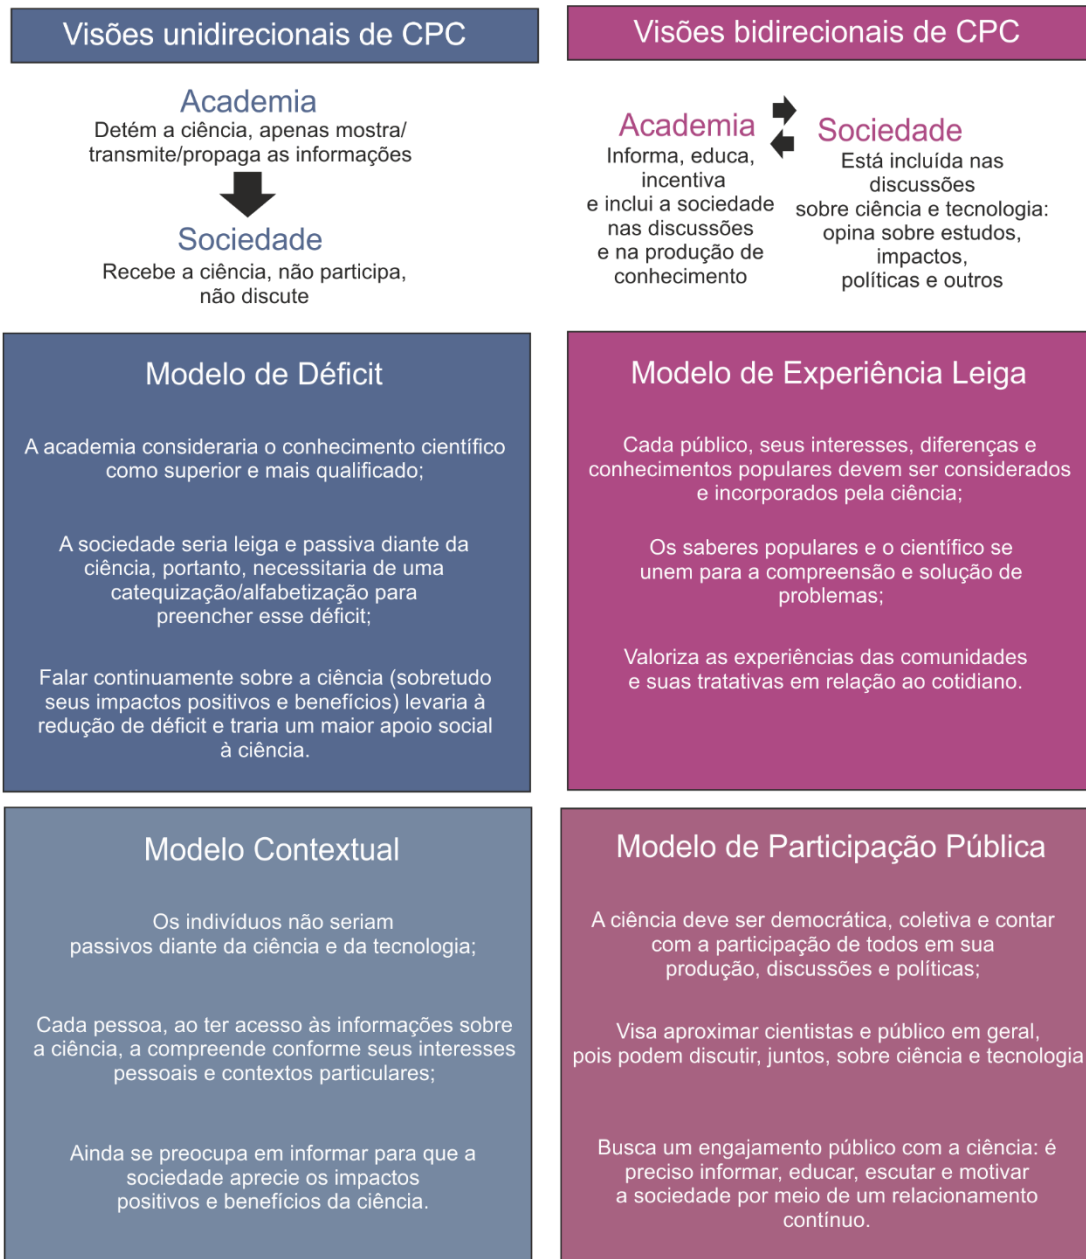 Visões unidirecionais de CPC
Academia
Detém a ciência, apenas mostra/
transmite/propaga as informações
Sociedade
Recebe a ciência, não participa,
não discute
Modelo de Déficit
A academia consideraria o conhecimento científico
como superior e mais qualificado;
A sociedade seria leiga e passiva diante da
ciência, portanto, necessitaria de uma
catequização/alfabetização para
preencher esse déficit;
Falar continuamente sobre a ciência (sobretudo
seus impactos positivos e benefícios) levaria à
redução de déficit e traria um maior apoio social
à ciência.
Modelo Contextual
Os indivíduos não seriam
passivos diante da ciência e da tecnologia;
Cada pessoa, ao ter acesso às informações sobre
a ciência, a compreende conforme seus interesses
pessoais e contextos particulares;
Ainda se preocupa em informar para que a
sociedade aprecie os impactos
positivos e benefícios da ciência.
Visões bidirecionais de CPC
Academia
Informa, educa,
incentiva
e inclui a sociedade
nas discussões
e na produção de
conhecimento
Sociedade
Está incluída nas
discussões
sobre ciência e tecnologia:
opina sobre estudos,
impactos,
políticas e outros
Modelo de Experiência Leiga
Cada público, seus interesses, diferenças e
conhecimentos populares devem ser considerados
e incorporados pela ciência;
Os saberes populares e o científico se
unem para a compreensão e solução de
problemas;
Valoriza as experiências das comunidades
e suas tratativas em relação ao cotidiano.
Modelo de Participação Pública
A ciência deve ser democrática, coletiva e contar
com a participação de todos em sua
produção, discussões e políticas;
Visa aproximar cientistas e público em geral,
pois podem discutir, juntos, sobre ciência e tecnologia
Busca um engajamento público com a ciência: é
preciso informar, educar, escutar e motivar
a sociedade por meio de um relacionamento
contínuo.